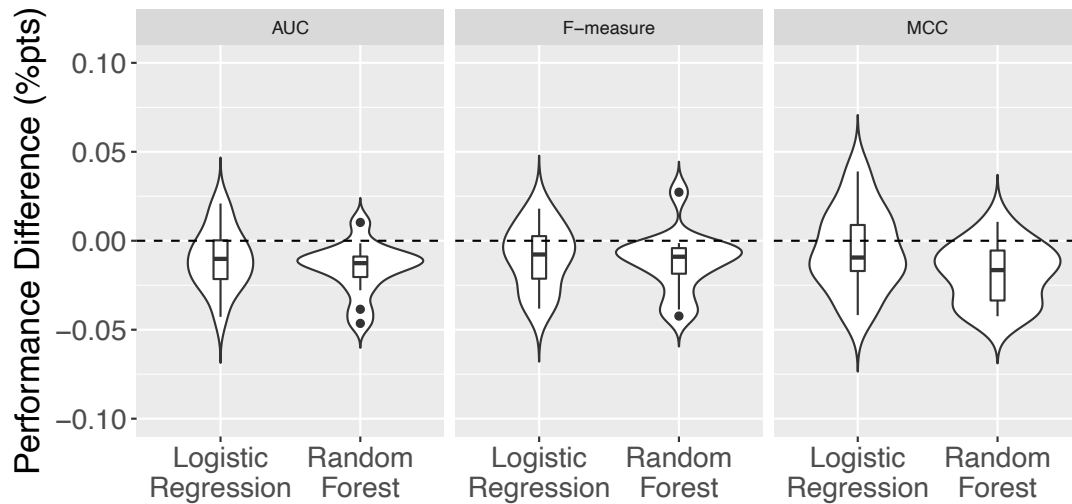 AUC
F−measure
MCC
Performance Difference (%pts)
0.10
0.05
0.00
−0.05
−0.10
Logistic
Regression
Random
Forest
Logistic
Regression
Random
Forest
Logistic
Regression
Random
Forest